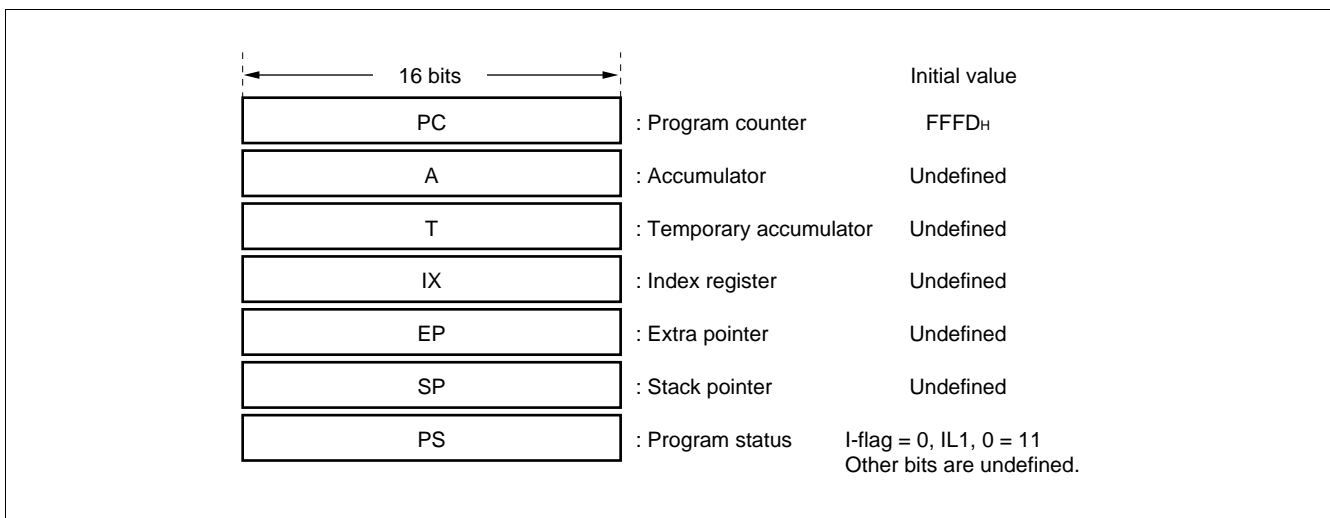 16 bits Initial value
PC : Program counter FFFDH
A : Accumulator Undefined
T : Temporary accumulator Undefined
IX : Index register Undefined
EP : Extra pointer Undefined
SP : Stack pointer Undefined
PS : Program status I-flag = 0, IL1, 0 = 11
Other bits are undefined.